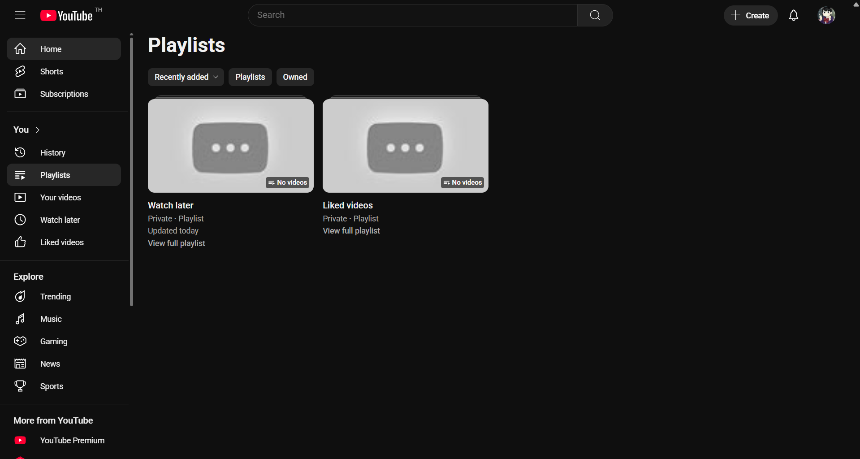 YouTube TH
Search
Create
Home
Shorts
Subscriptions
You
History
Playlists
Your videos
Watch later
Liked videos
Explore
Trending
Music
Gaming
News
Sports
More from YouTube
YouTube Premium
Playlists
Recently added
Playlists
Owned
No videos
Watch later
Private · Playlist
Updated today
View full playlist
No videos
Liked videos
Private · Playlist
View full playlist